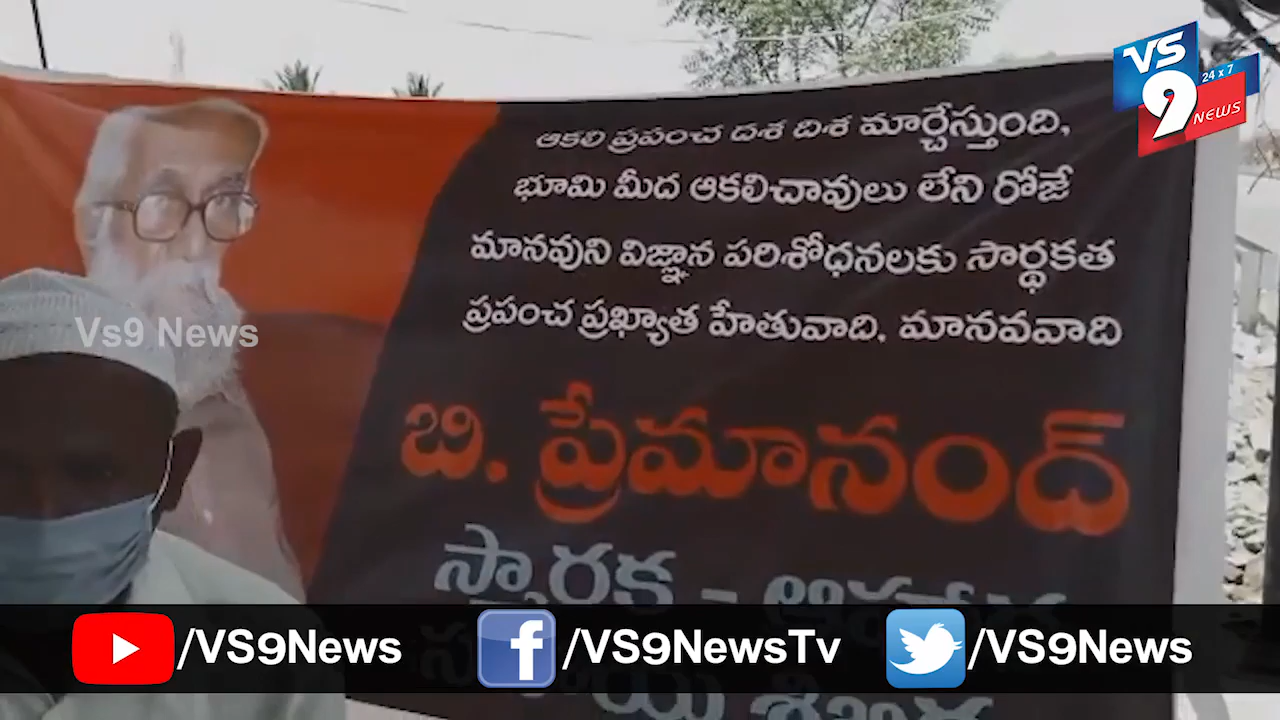 VS
9
24 x 7
NEWS
ఆకలి ప్రపంచ దశ దిశ మార్చేస్తుంది,
భూమి మీద ఆకలిచావులు లేని రోజే
మానవుని విజ్ఞాన పరిశోధనలకు సార్థకత
ప్రపంచ ప్రఖ్యాత హేతువాది, మానవవాది
Vs9 News
బి. ప్రేమానంద్
స్మారక -
/VS9News
/VS9NewsTv
/VS9News